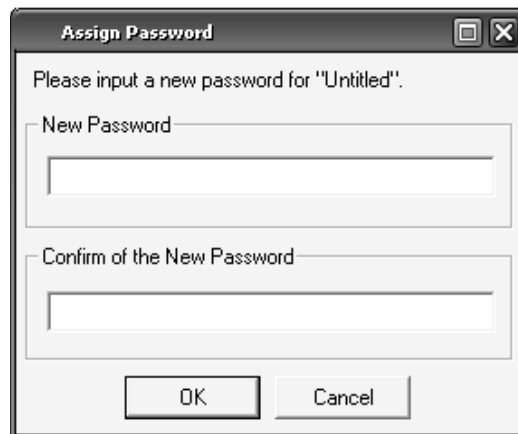 Assign Password
Please input a new password for "Untitled".
New Password
Confirm of the New Password
OK
Cancel